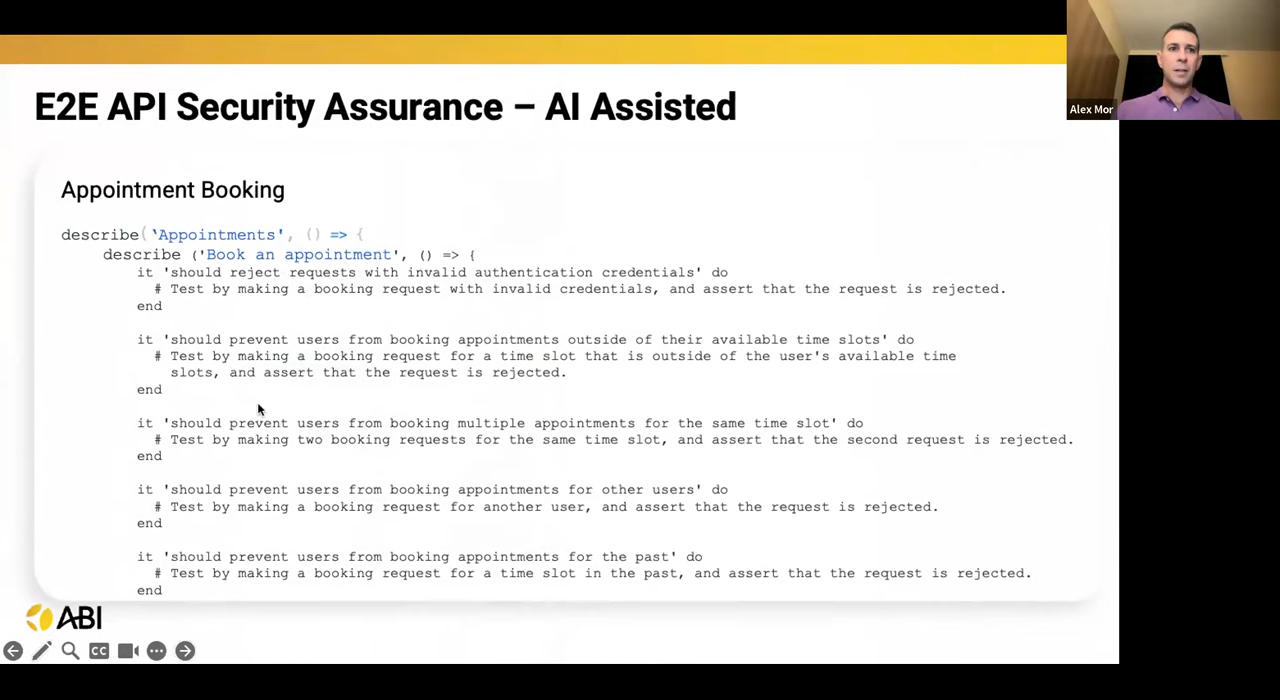 E2E API Security Assurance – AI Assisted
Alex Mor
Appointment Booking
describe(‘Appointments', () => {
describe ('Book an appointment', () => {
it 'should reject requests with invalid authentication credentials' do
# Test by making a booking request with invalid credentials, and assert that the request is rejected.
end
it 'should prevent users from booking appointments outside of their available time slots' do
# Test by making a booking request for a time slot that is outside of the user's available time
slots, and assert that the request is rejected.
end
it 'should prevent users from booking multiple appointments for the same time slot' do
# Test by making two booking requests for the same time slot, and assert that the second request is rejected.
end
it 'should prevent users from booking appointments for other users' do
# Test by making a booking request for another user, and assert that the request is rejected.
end
it 'should prevent users from booking appointments for the past' do
# Test by making a booking request for a time slot in the past, and assert that the request is rejected.
end
ABI
CC